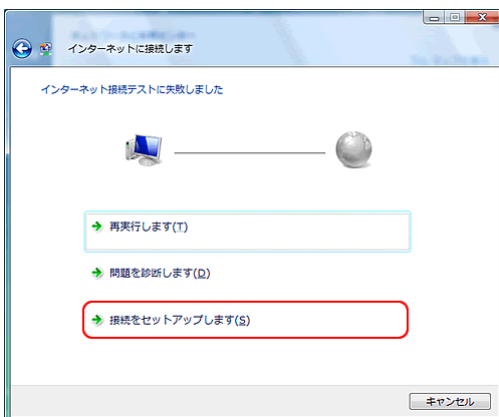 インターネットに接続します
インターネット接続テストに失敗しました
再実行します(T)
問題を診断します(D)
接続をセットアップします(S)
キャンセル